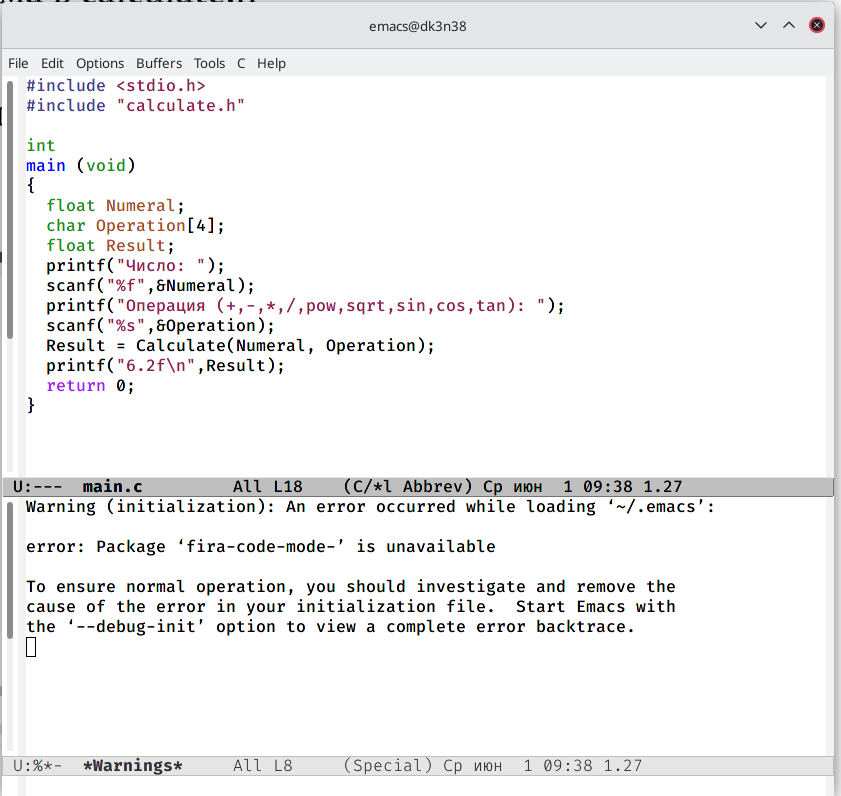 emacs@dk3n38
File Edit Options Buffers Tools C Help
#include <stdio.h>
#include "calculate.h"
int
main (void)
{
  float Numeral;
  char Operation[4];
  float Result;
  printf("Число: ");
  scanf("%f",&Numeral);
  printf("Операция (+,-,*,/,pow,sqrt,sin,cos,tan): ");
  scanf("%s",&Operation);
  Result = Calculate(Numeral, Operation);
  printf("6.2f\n",Result);
  return 0;
}
U:--- main.c All L18 (C/*l Abbrev) Ср июн 1 09:38 1.27
Warning (initialization): An error occurred while loading ‘~/.emacs’:
error: Package ‘fira-code-mode-’ is unavailable
To ensure normal operation, you should investigate and remove the
cause of the error in your initialization file.  Start Emacs with
the ‘--debug-init’ option to view a complete error backtrace.
U:%*- *Warnings* All L8 (Special) Ср июн 1 09:38 1.27